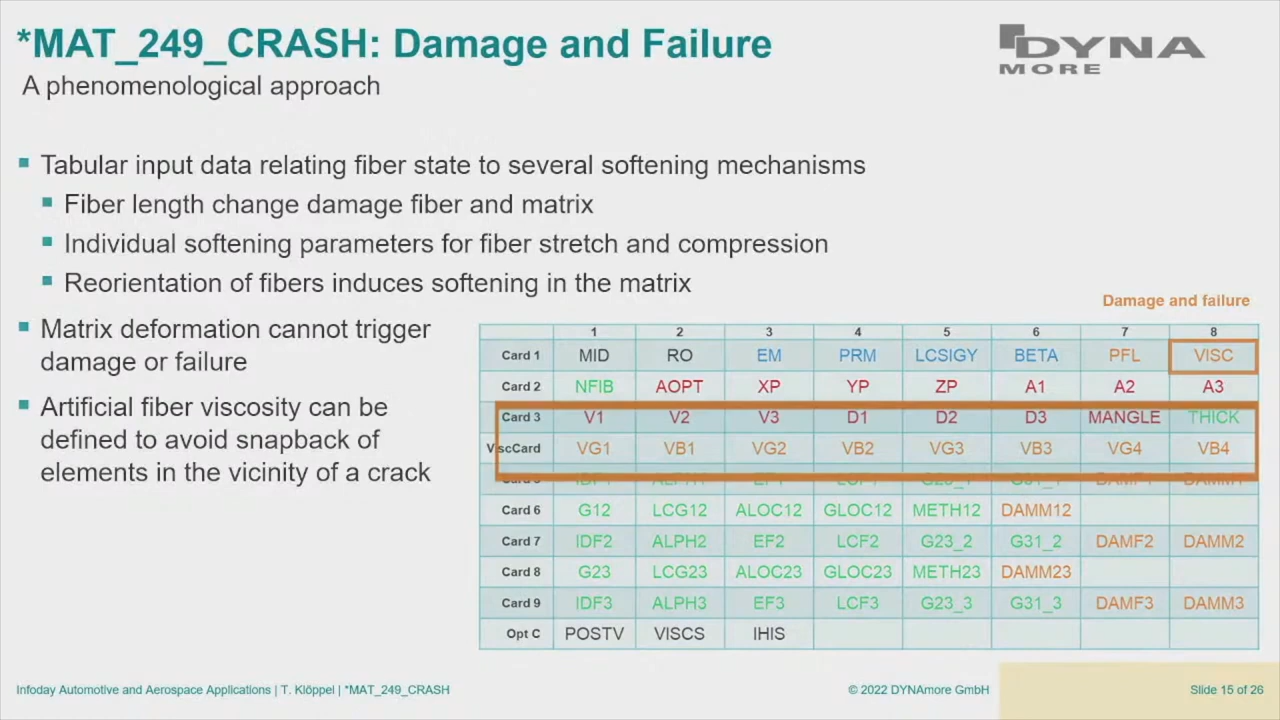 *MAT_249_CRASH: Damage and Failure
DYNA
MORE
A phenomenological approach
Tabular input data relating fiber state to several softening mechanisms
Fiber length change damage fiber and matrix
Individual softening parameters for fiber stretch and compression
Reorientation of fibers induces softening in the matrix
Matrix deformation cannot trigger
damage or failure
Artificial fiber viscosity can be
defined to avoid snapback of
elements in the vicinity of a crack
Damage and failure
1 2 3 4 5 6 7 8
Card 1 MID RO EM PRM LCSIGY BETA PFL VISC
Card 2 NFIB AOPT XP YP ZP A1 A2 A3
Card 3 V1 V2 V3 D1 D2 D3 MANGLE THICK
ViscCard VG1 VB1 VG2 VB2 VG3 VB3 VG4 VB4
Card 6 G12 LCG12 ALOC12 GLOC12 METH12 DAMM12
Card 7 IDF2 ALPH2 EF2 LCF2 G23_2 G31_2 DAMF2 DAMM2
Card 8 G23 LCG23 ALOC23 GLOC23 METH23 DAMM23
Card 9 IDF3 ALPH3 EF3 LCF3 G23_3 G31_3 DAMF3 DAMM3
Opt C POSTV VISCS IHIS
Infoday Automotive and Aerospace Applications | T. Klöppel | *MAT_249_CRASH
© 2022 DYNAmore GmbH
Slide 15 of 26